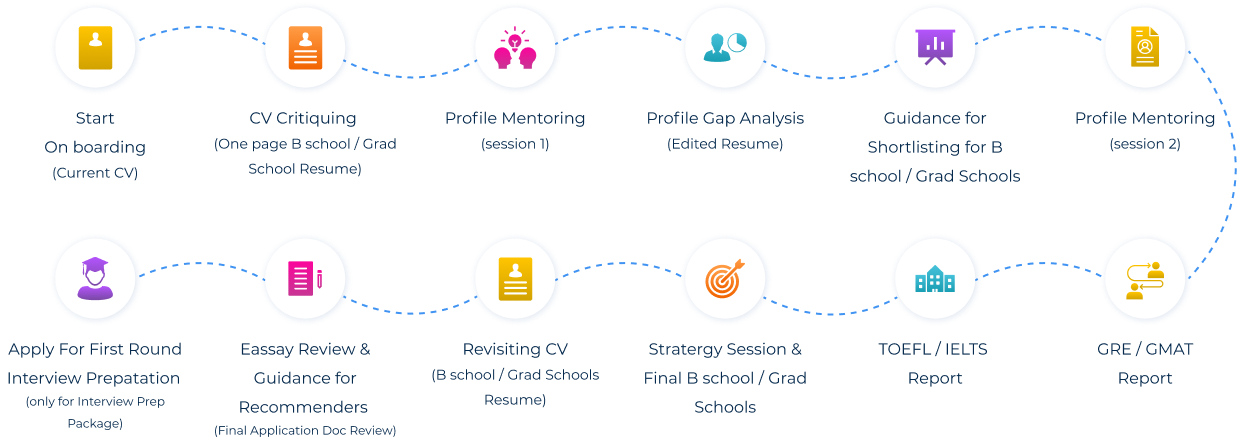 Start
On boarding
(Current CV)
CV Critiquing
(One page B school / Grad
School Resume)
Profile Mentoring
(session 1)
Profile Gap Analysis
(Edited Resume)
Guidance for
Shortlisting for B
school / Grad Schools
Profile Mentoring
(session 2)
GRE / GMAT
Report
TOEFL / IELTS
Report
Stratergy Session &
Final B school / Grad
Schools
Revisiting CV
(B school / Grad Schools
Resume)
Eassay Review &
Guidance for
Recommenders
(Final Application Doc Review)
Apply For First Round
Interview Prepatation
(only for Interview Prep
Package)